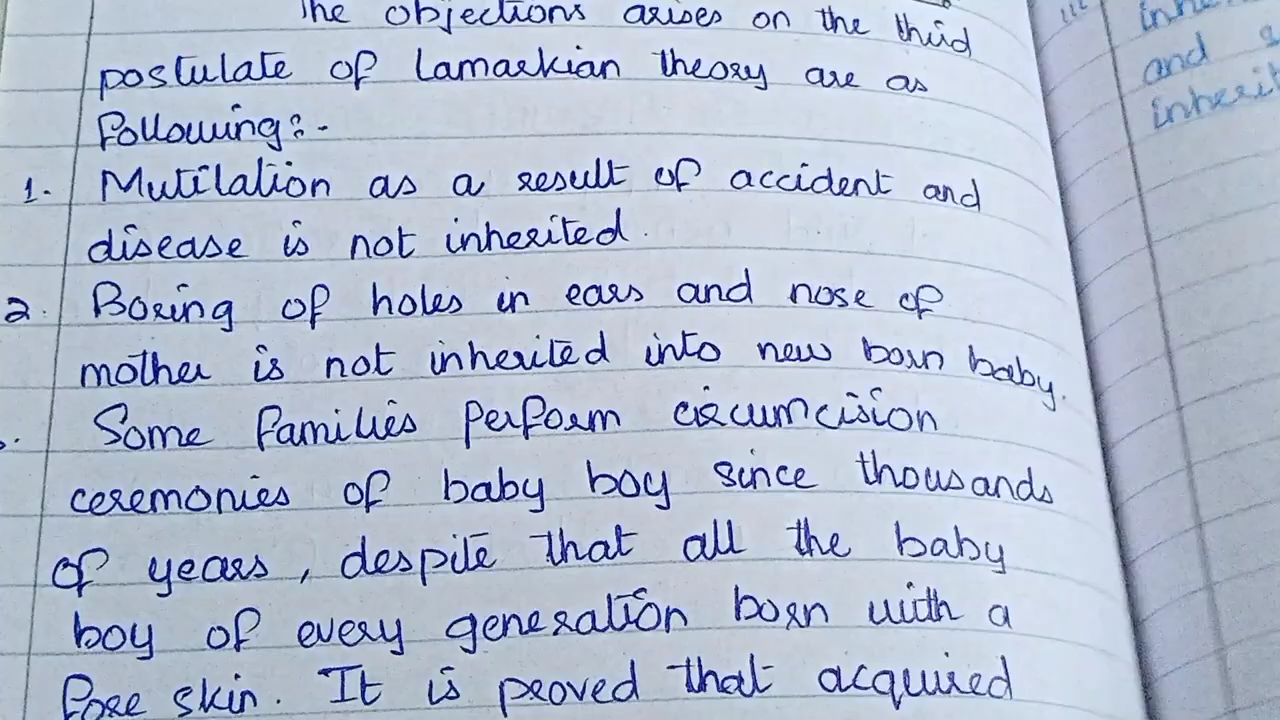 The objections arises on the third
postulate of Lamarkian theory are as
following:-
1. Mutilation as a result of accident and
disease is not inherited.
2. Boring of holes in ears and nose of
mother is not inherited into new born baby.
Some families perform circumcision
ceremonies of baby boy since thousands
of years, despite that all the baby
boy of every generation born with a
fore skin. It is proved that acquired
and